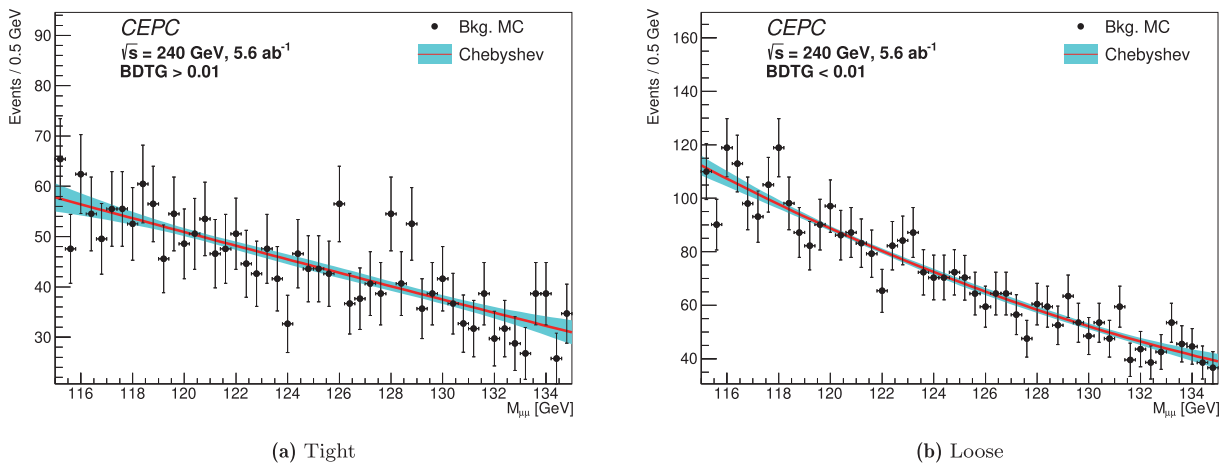 CEPC
√s = 240 GeV, 5.6 ab⁻¹
BDTG > 0.01
Bkg. MC
Chebyshev
Events / 0.5 GeV
90
80
70
60
50
40
30
116 118 120 122 124 126 128 130 132 134
M_μμ [GeV]
(a) Tight
CEPC
√s = 240 GeV, 5.6 ab⁻¹
BDTG < 0.01
Bkg. MC
Chebyshev
Events / 0.5 GeV
160
140
120
100
80
60
40
116 118 120 122 124 126 128 130 132 134
M_μμ [GeV]
(b) Loose